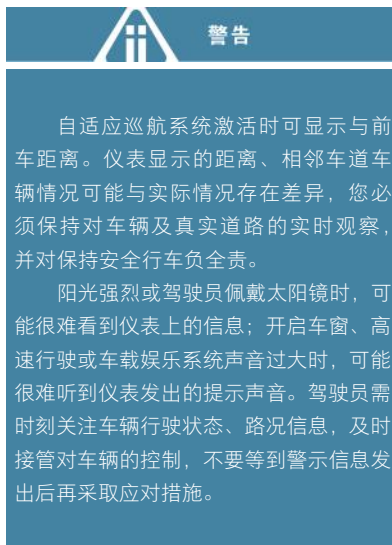 警告
自适应巡航系统激活时可显示与前
车距离。仪表显示的距离、相邻车道车
辆情况可能与实际情况存在差异，您必
须保持对车辆及真实道路的实时观察，
并对保持安全行车负全责。
阳光强烈或驾驶员佩戴太阳镜时，可
能很难看到仪表上的信息；开启车窗、高
速行驶或车载娱乐系统声音过大时，可能
很难听到仪表发出的提示声音。驾驶员需
时刻关注车辆行驶状态、路况信息，及时
接管对车辆的控制，不要等到警示信息发
出后再采取应对措施。